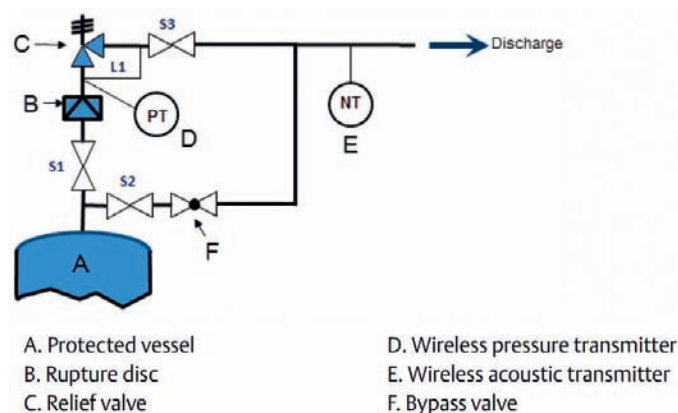 S3
C
Discharge
L1
B
PT
NT
D
E
S1
S2
F
A
A. Protected vessel
B. Rupture disc
C. Relief valve
D. Wireless pressure transmitter
E. Wireless acoustic transmitter
F. Bypass valve